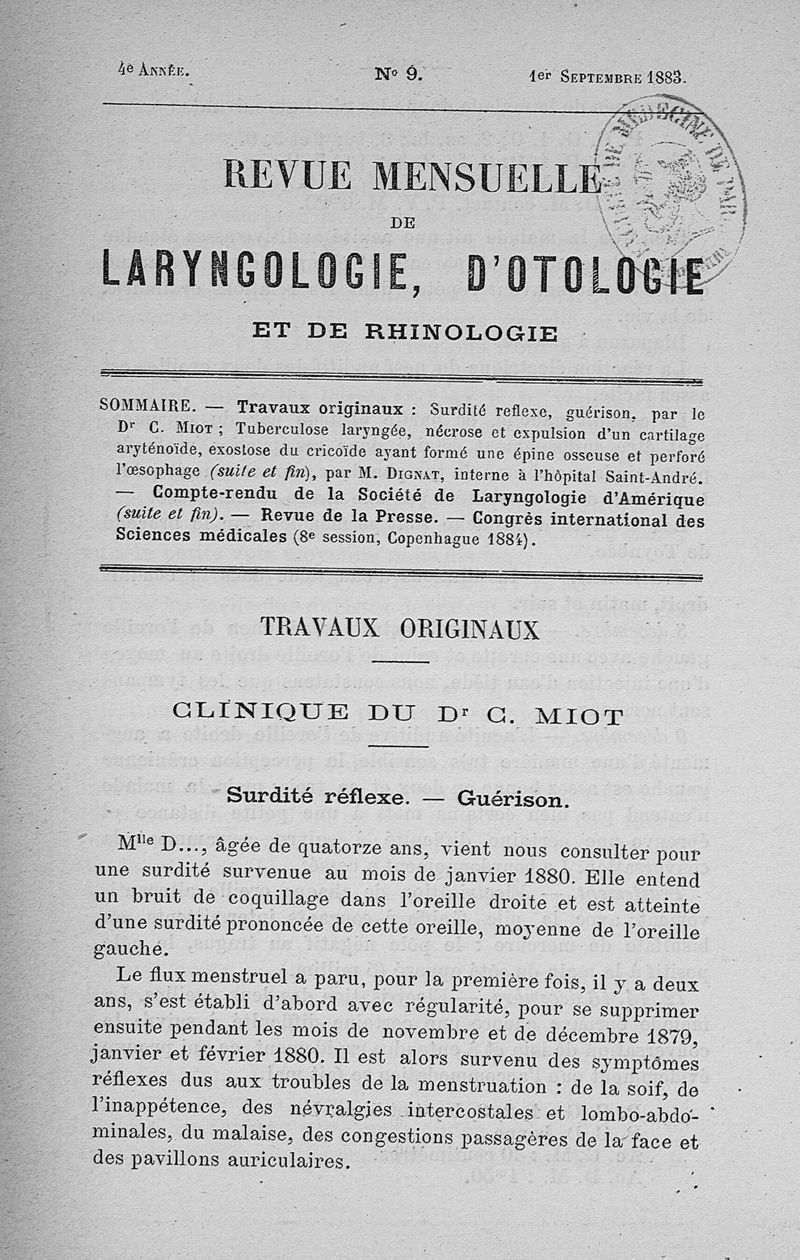 4e ANNÉE. No 9. 1er SEPTEMBRE 1883.
REVUE MENSUELLE
DE
LARYNGOLOGIE, D'OTOLOGIE
ET DE RHINOLOGIE
SOMMAIRE. — Travaux originaux : Surdité reflexe, guérison, par le
Dr C. MIOT ; Tuberculose laryngée, nécrose et expulsion d'un cartilage
aryténoïde, exostose du cricoïde ayant formé une épine osseuse et perforé
l'œsophage (suite et fin), par M. DIGNAT, interne à l'hôpital Saint-André.
— Compte-rendu de la Société de Laryngologie d'Amérique
(suite et fin). — Revue de la Presse. — Congrès international des
Sciences médicales (8e session, Copenhague 1884).
TRAVAUX ORIGINAUX
CLINIQUE DU Dr C. MIOT
Surdité réflexe. — Guérison.
Mlle D..., âgée de quatorze ans, vient nous consulter pour
une surdité survenue au mois de janvier 1880. Elle entend
un bruit de coquillage dans l'oreille droite et est atteinte
d'une surdité prononcée de cette oreille, moyenne de l'oreille
gauche.
Le flux menstruel a paru, pour la première fois, il y a deux
ans, s'est établi d'abord avec régularité, pour se supprimer
ensuite pendant les mois de novembre et de décembre 1879,
janvier et février 1880. Il est alors survenu des symptômes
réflexes dus aux troubles de la menstruation : de la soif, de
l'inappétence, des névralgies intercostales et lombo-abdo-
minales, du malaise, des congestions passagères de la face et
des pavillons auriculaires.